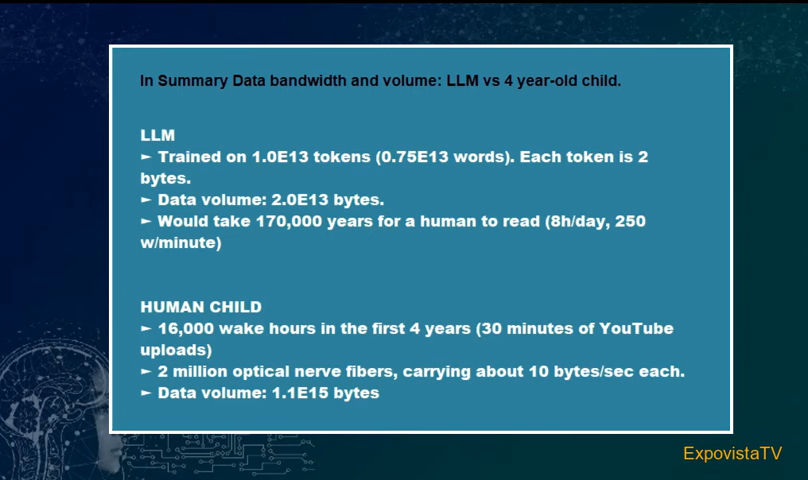 In Summary Data bandwidth and volume: LLM vs 4 year-old child.
LLM
► Trained on 1.0E13 tokens (0.75E13 words). Each token is 2
bytes.
► Data volume: 2.0E13 bytes.
► Would take 170,000 years for a human to read (8h/day, 250
w/minute)
HUMAN CHILD
► 16,000 wake hours in the first 4 years (30 minutes of YouTube
uploads)
► 2 million optical nerve fibers, carrying about 10 bytes/sec each.
► Data volume: 1.1E15 bytes
ExpovistaTV